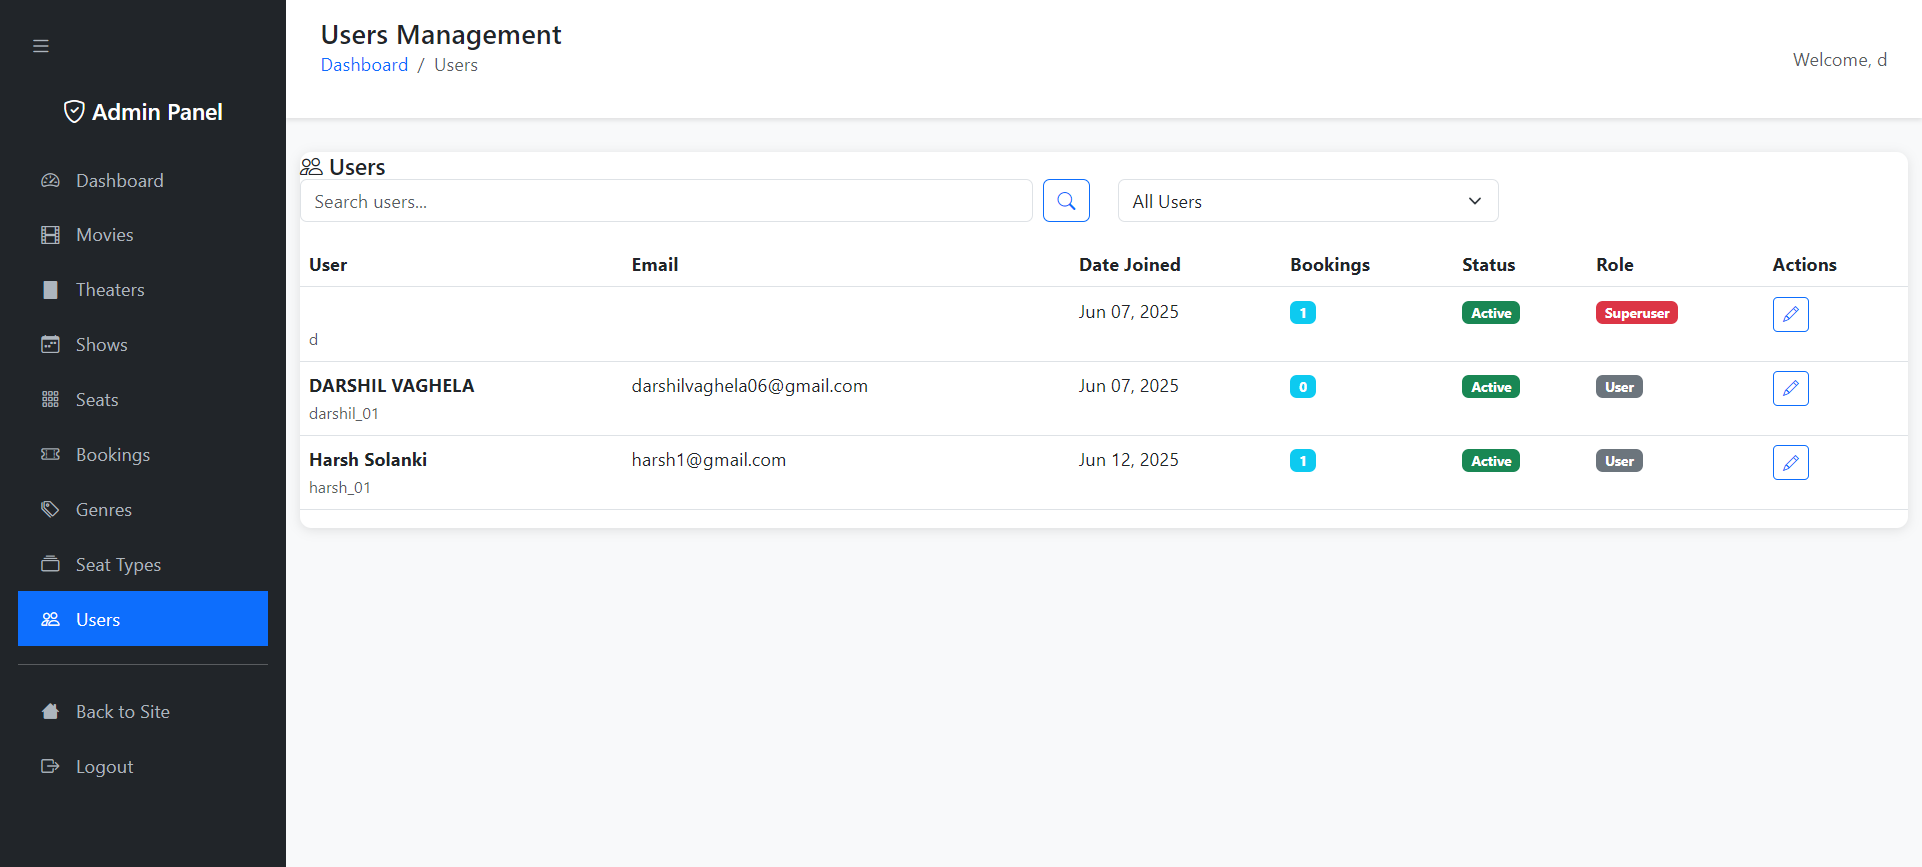 Admin Panel
Dashboard
Movies
Theaters
Shows
Seats
Bookings
Genres
Seat Types
Users
Back to Site
Logout
Users Management
Dashboard / Users
Welcome, d
Users
Search users...
All Users
User Email Date Joined Bookings Status Role Actions
Jun 07, 2025 1 Active Superuser
d
DARSHIL VAGHELA darshilvaghela06@gmail.com Jun 07, 2025 0 Active User
darshil_01
Harsh Solanki harsh1@gmail.com Jun 12, 2025 1 Active User
harsh_01